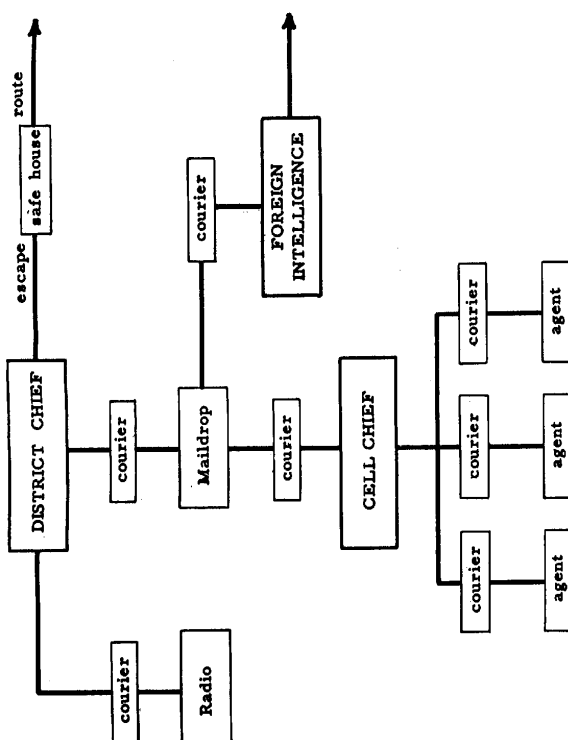 escape
safe house
route
DISTRICT CHIEF
courier
Radio
courier
Maildrop
courier
FOREIGN
INTELLIGENCE
courier
CELL CHIEF
courier
courier
courier
agent
agent
agent